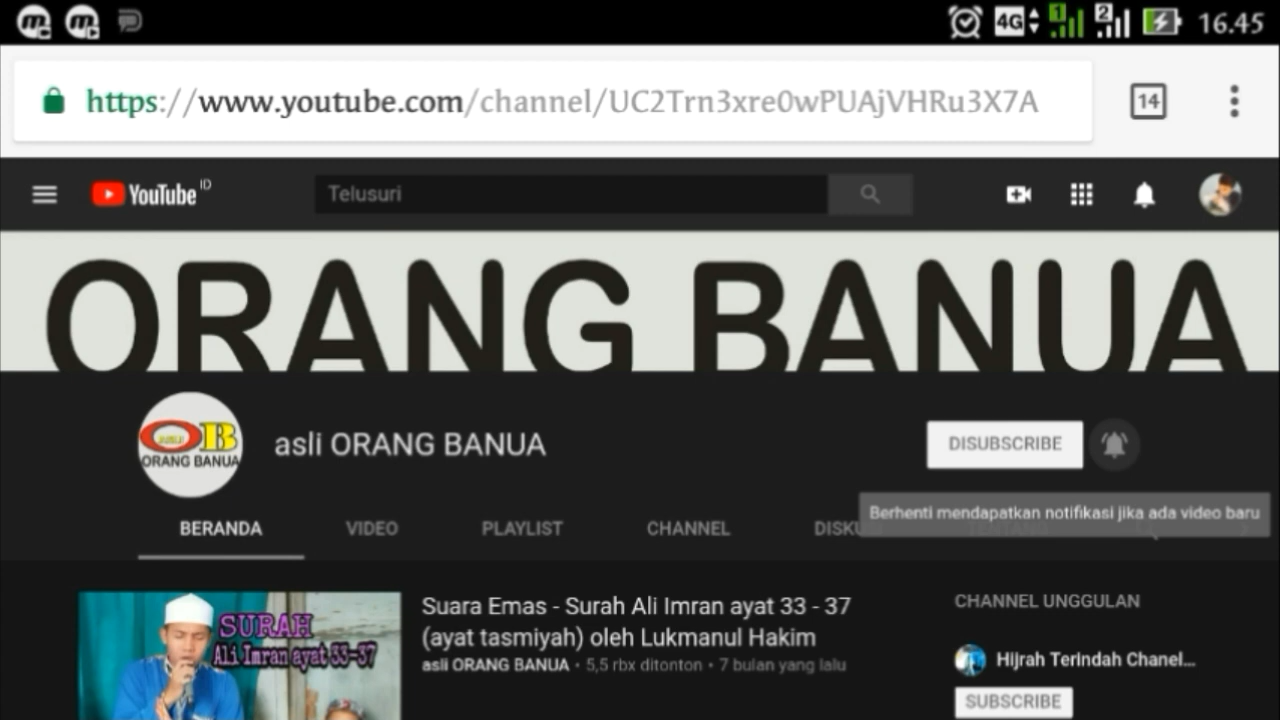 4G
1
2
16.45
https://www.youtube.com/channel/UC2Trn3xre0wPUAjVHRu3X7A
14
YouTube ID
Telusuri
ORANG BANUA
ASLI
OB
ORANG BANUA
asli ORANG BANUA
DISUBSCRIBE
Berhenti mendapatkan notifikasi jika ada video baru
BERANDA
VIDEO
PLAYLIST
CHANNEL
SURAH
Ali Imran ayat 33-37
Suara Emas - Surah Ali Imran ayat 33 - 37
(ayat tasmiyah) oleh Lukmanul Hakim
asli ORANG BANUA • 5,5 rbx ditonton • 7 bulan yang lalu
CHANNEL UNGGULAN
Hijrah Terindah Chanel...
SUBSCRIBE